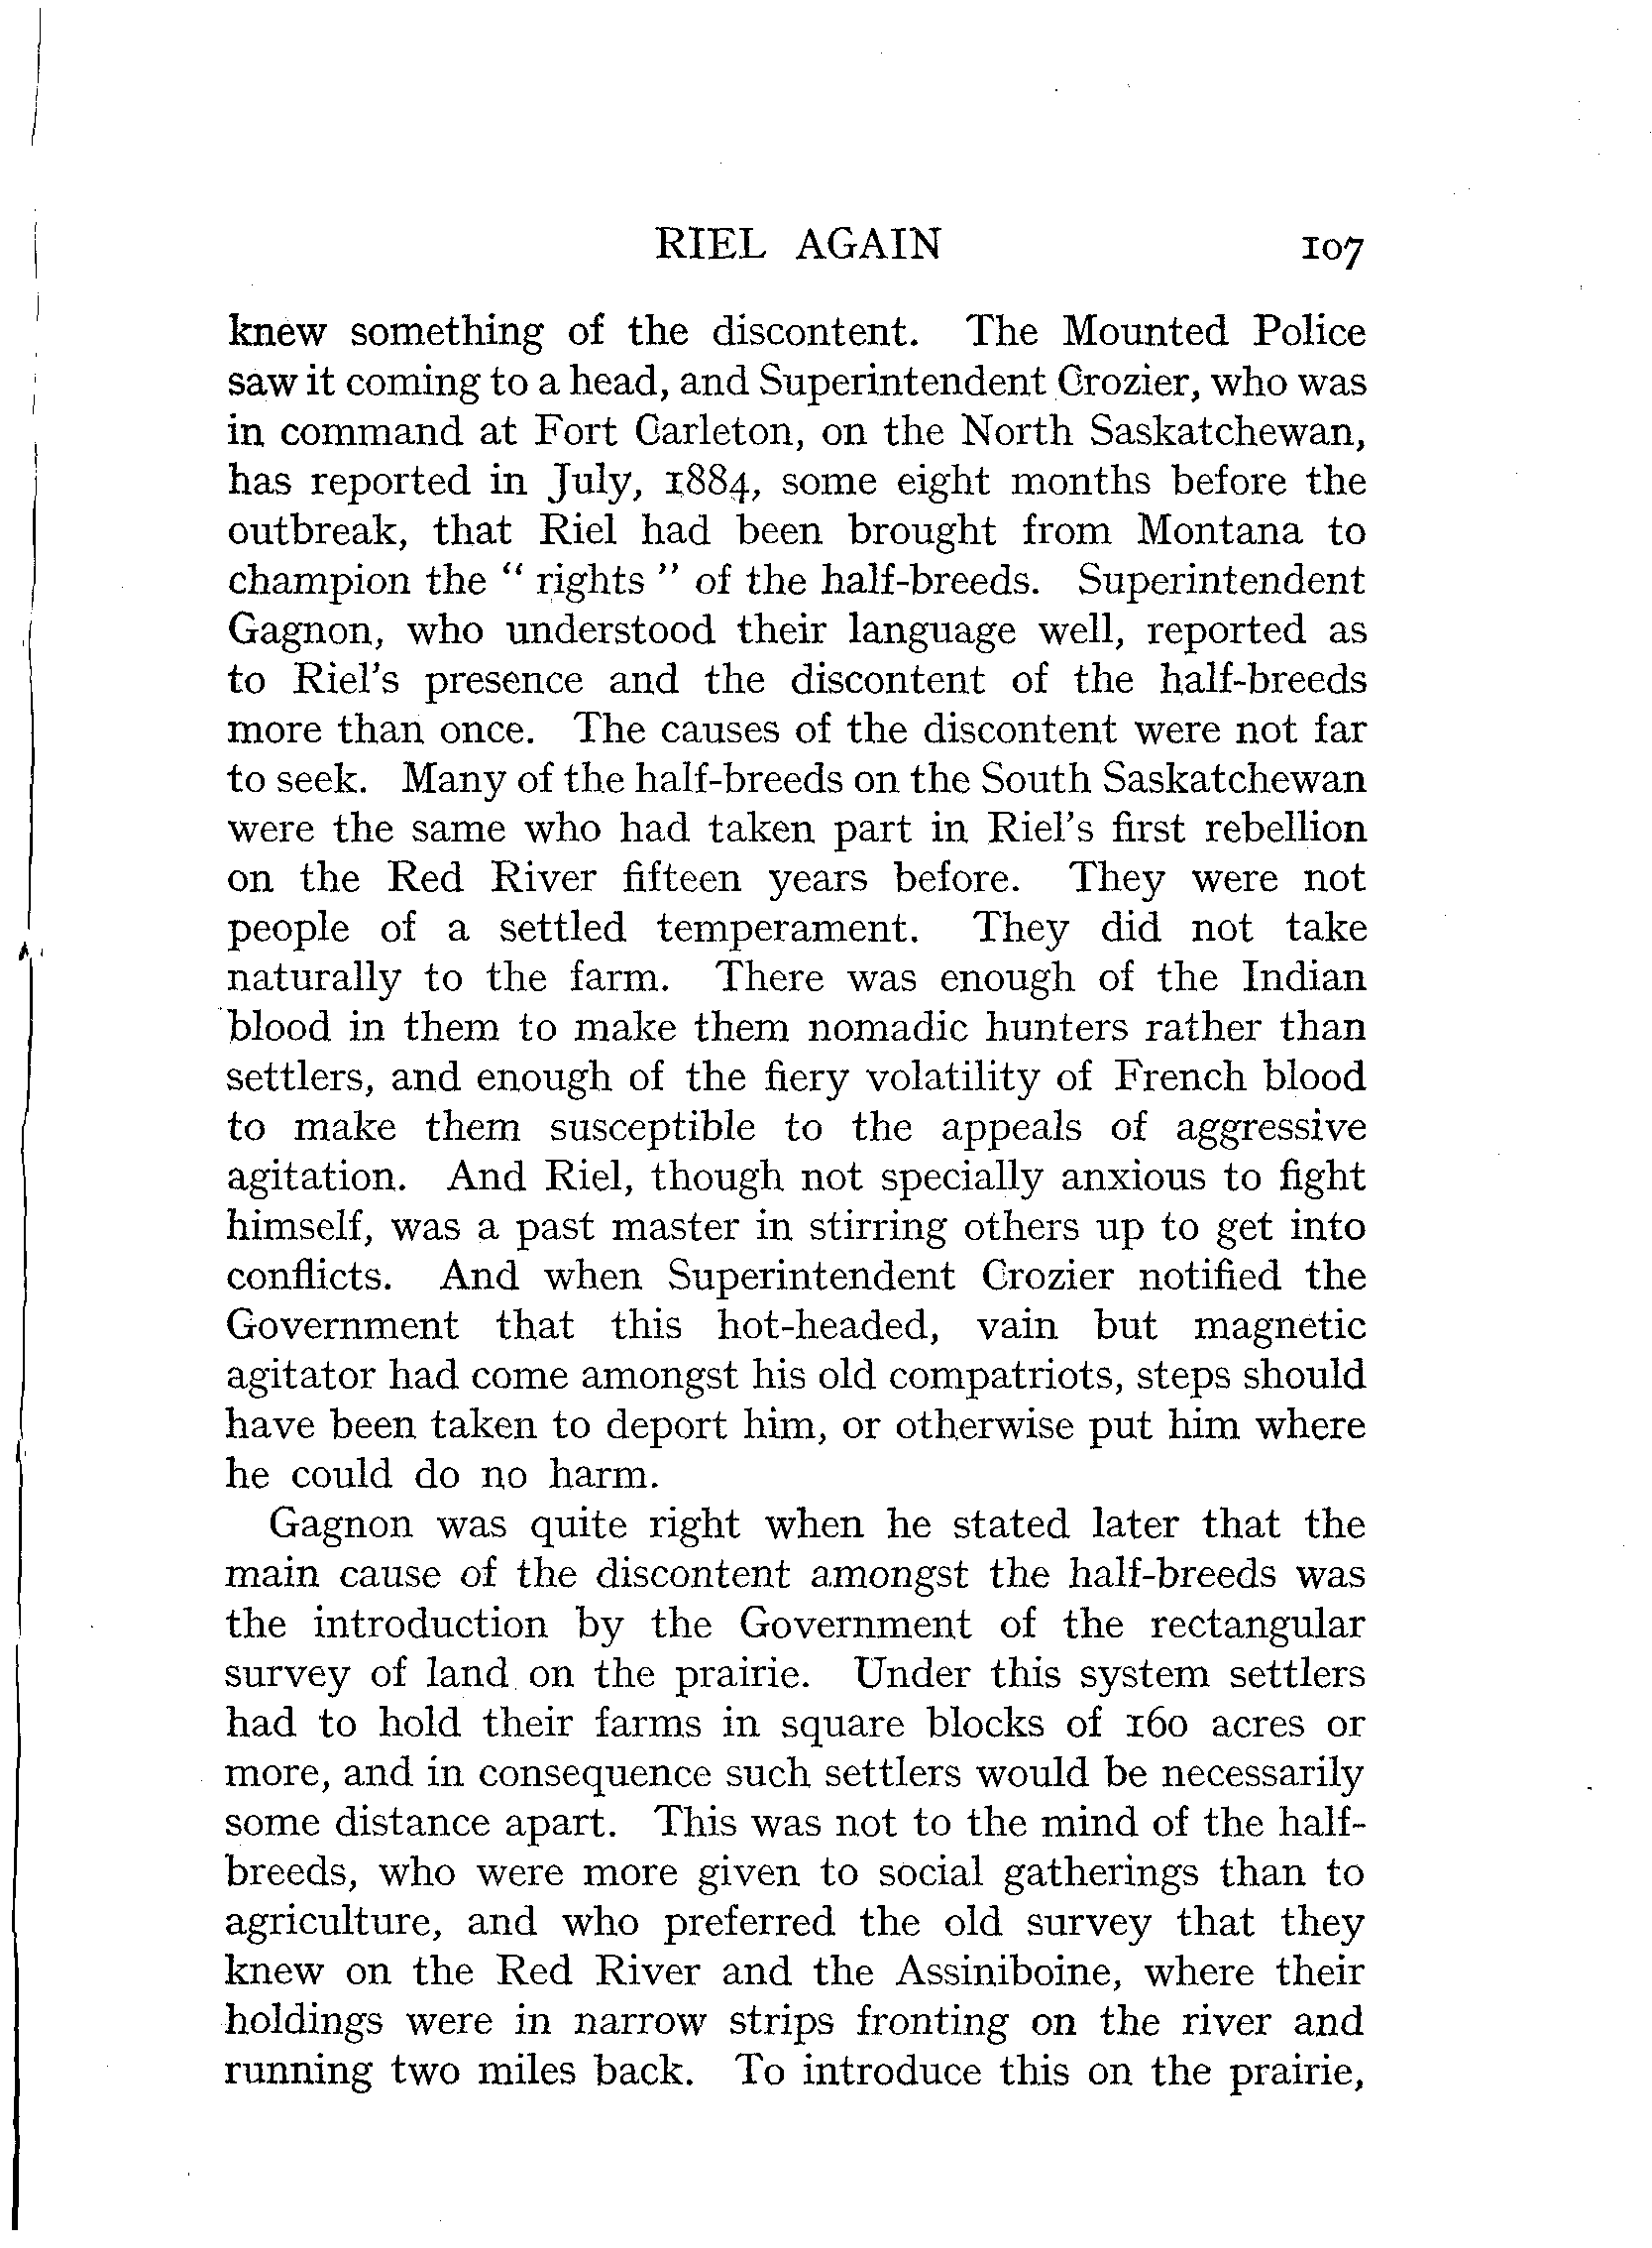 RIEL AGAIN 107
knew something of the discontent. The Mounted Police
saw it coming to a head, and Superintendent Crozier, who was
in command at Fort Carleton, on the North Saskatchewan,
has reported in July, 1884, some eight months before the
outbreak, that Riel had been brought from Montana to
champion the “ rights ” of the half-breeds. Superintendent
Gagnon, who understood their language well, reported as
to Riel's presence and the discontent of the half-breeds
more than once. The causes of the discontent were not far
to seek. Many of the half-breeds on the South Saskatchewan
were the same who had taken part in Riel's first rebellion
on the Red River fifteen years before. They were not
people of a settled temperament. They did not take
naturally to the farm. There was enough of the Indian
blood in them to make them nomadic hunters rather than
settlers, and enough of the fiery volatility of French blood
to make them susceptible to the appeals of aggressive
agitation. And Riel, though not specially anxious to fight
himself, was a past master in stirring others up to get into
conflicts. And when Superintendent Crozier notified the
Government that this hot-headed, vain but magnetic
agitator had come amongst his old compatriots, steps should
have been taken to deport him, or otherwise put him where
he could do no harm.
Gagnon was quite right when he stated later that the
main cause of the discontent amongst the half-breeds was
the introduction by the Government of the rectangular
survey of land on the prairie. Under this system settlers
had to hold their farms in square blocks of 160 acres or
more, and in consequence such settlers would be necessarily
some distance apart. This was not to the mind of the half-
breeds, who were more given to social gatherings than to
agriculture, and who preferred the old survey that they
knew on the Red River and the Assiniboine, where their
holdings were in narrow strips fronting on the river and
running two miles back. To introduce this on the prairie,